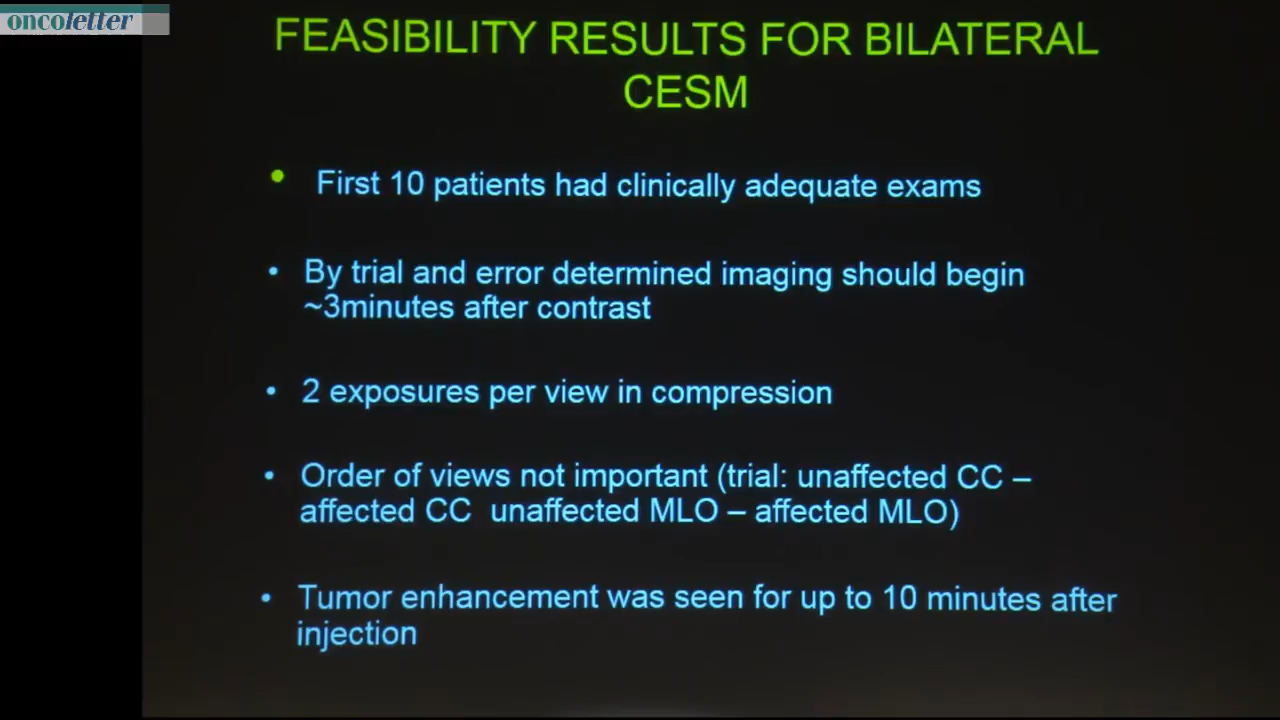 oncoletter
FEASIBILITY RESULTS FOR BILATERAL
CESM
• First 10 patients had clinically adequate exams
• By trial and error determined imaging should begin
~3minutes after contrast
• 2 exposures per view in compression
• Order of views not important (trial: unaffected CC –
affected CC unaffected MLO – affected MLO)
• Tumor enhancement was seen for up to 10 minutes after
injection